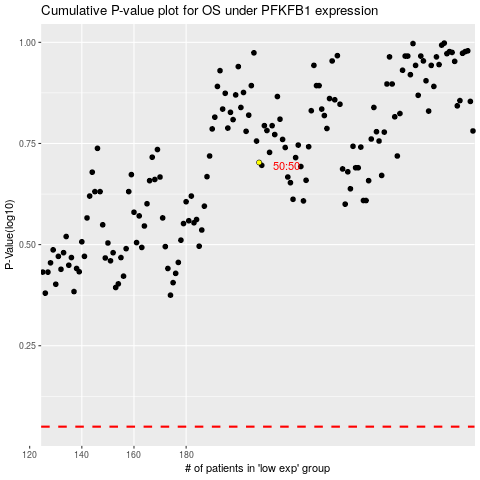 Cumulative P-value plot for OS under PFKFB1 expression
P-Value(log10)
1.00
0.75
0.50
0.25
50:50
120 140 160 180
# of patients in 'low exp' group